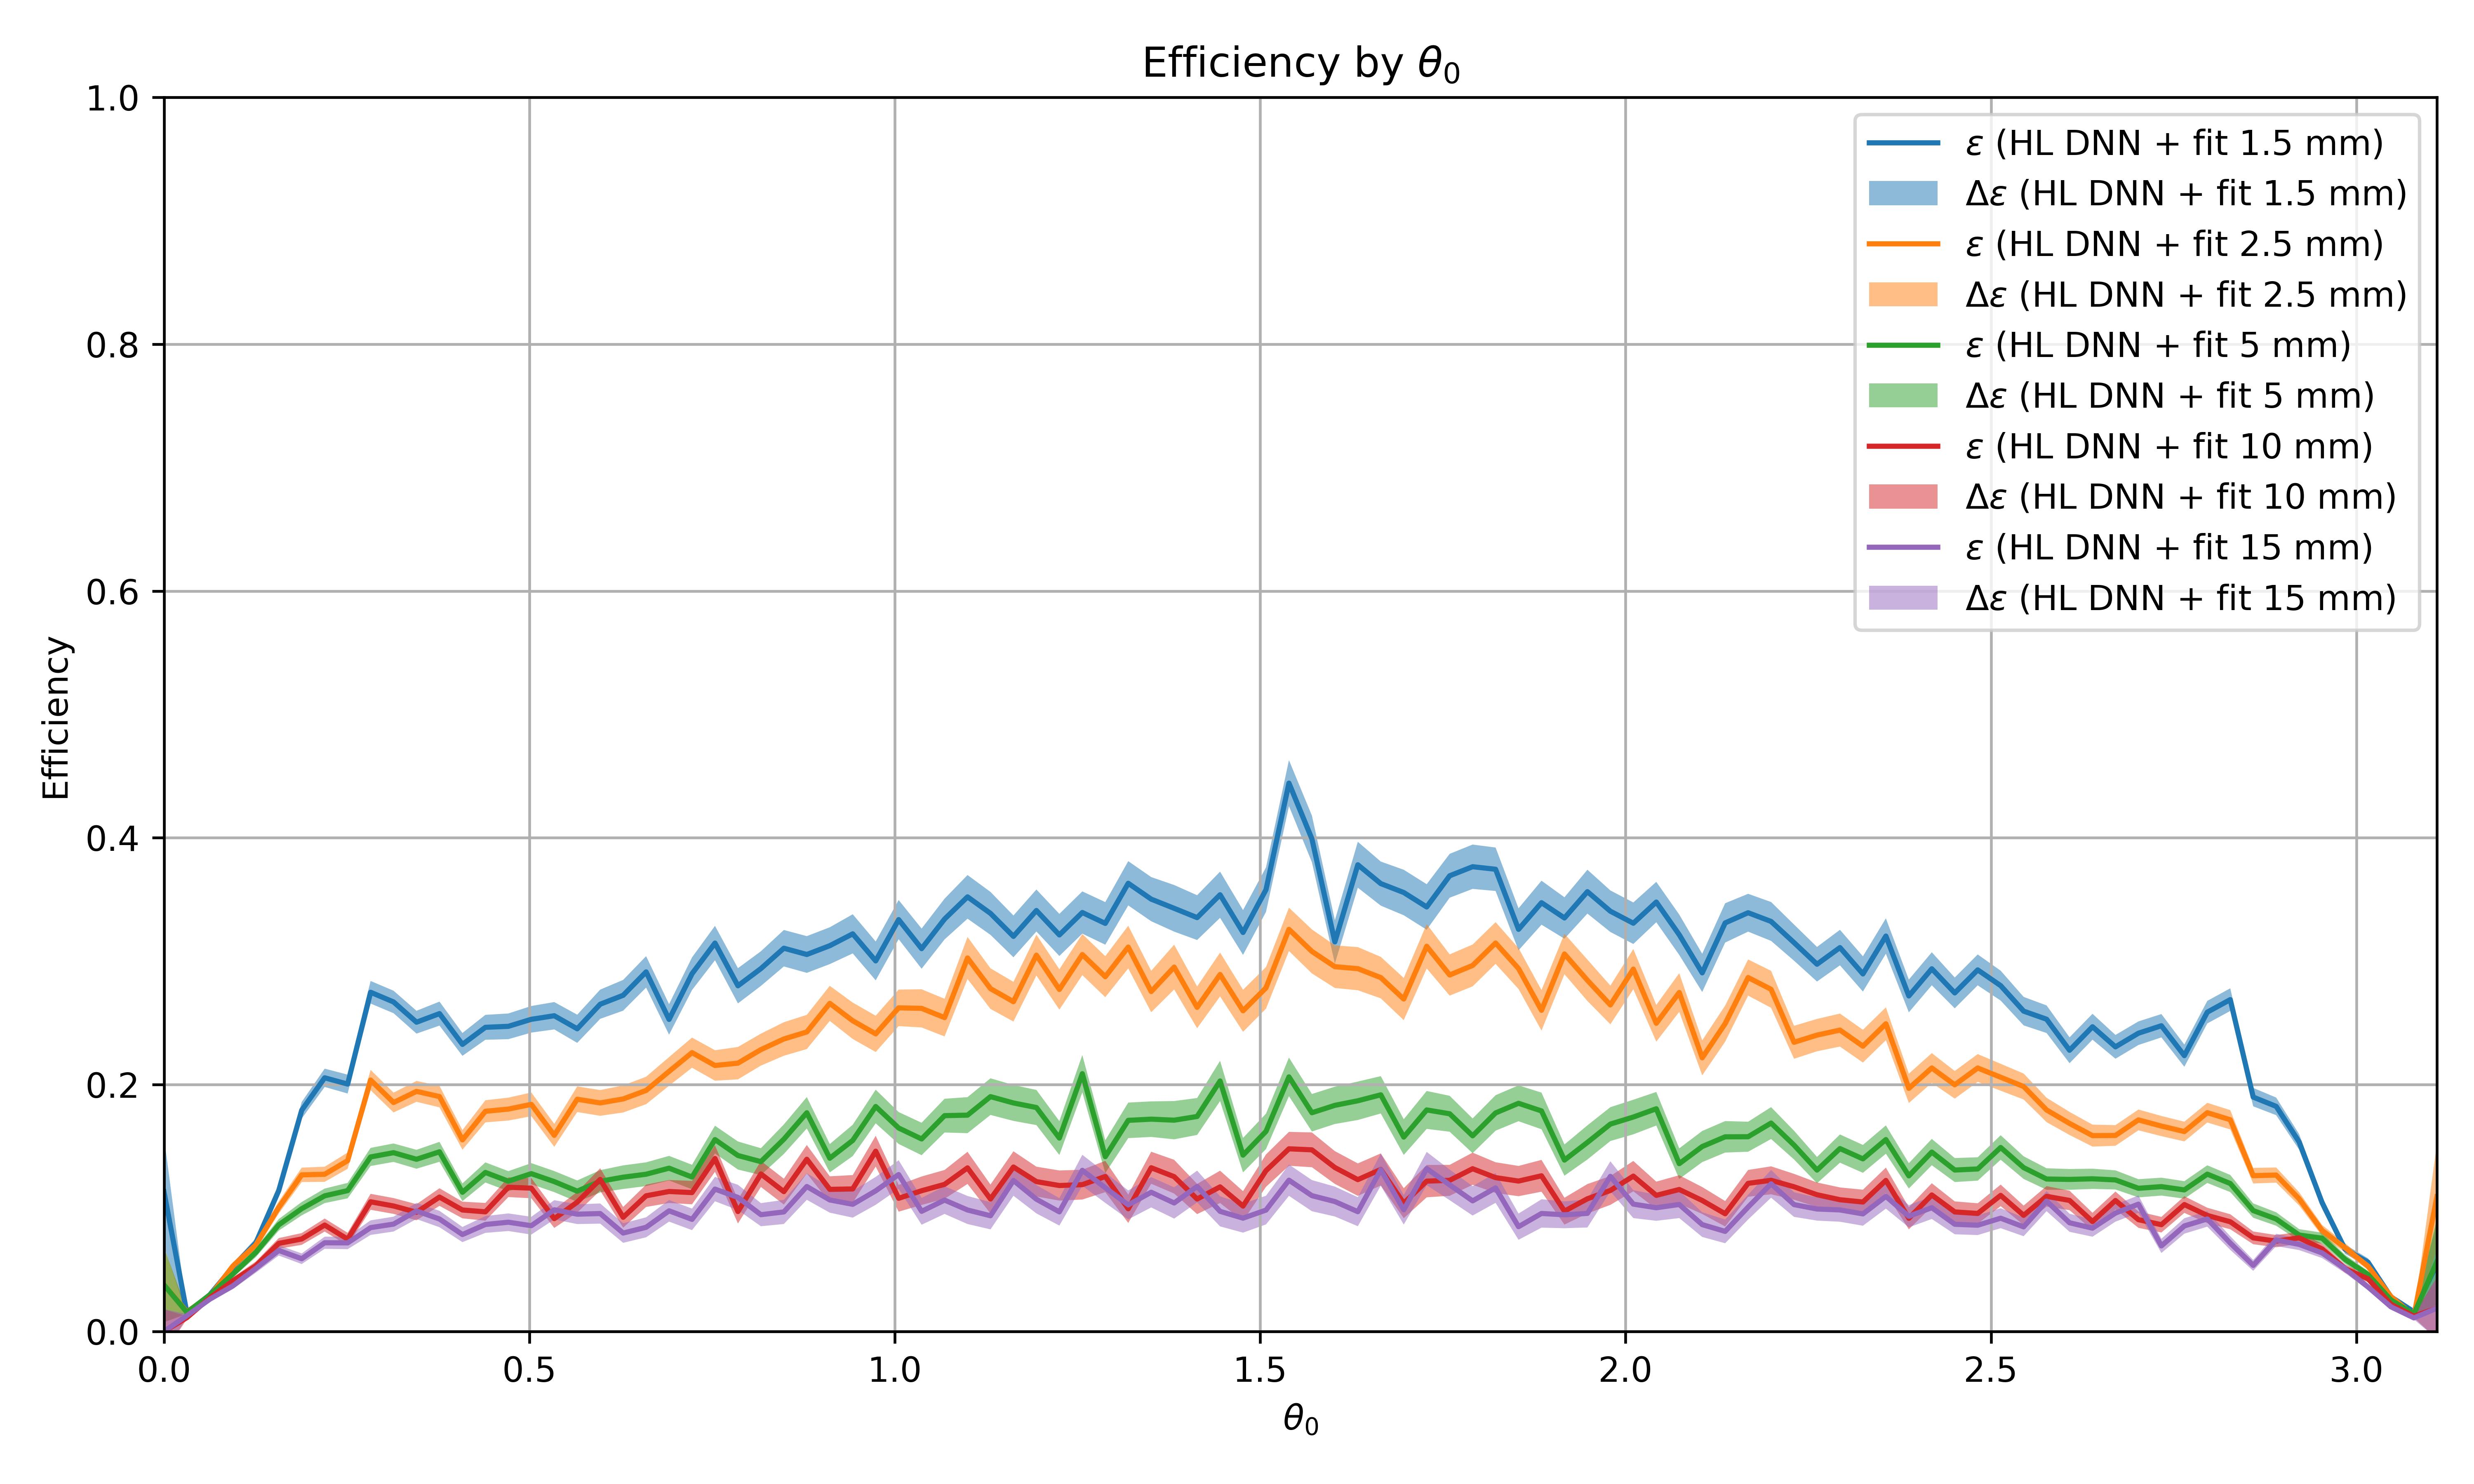 Efficiency by θ₀
1.0
0.8
0.6
0.4
0.2
0.0
Efficiency
0.0 0.5 1.0 1.5 2.0 2.5 3.0
θ₀
ε (HL DNN + fit 1.5 mm)
Δε (HL DNN + fit 1.5 mm)
ε (HL DNN + fit 2.5 mm)
Δε (HL DNN + fit 2.5 mm)
ε (HL DNN + fit 5 mm)
Δε (HL DNN + fit 5 mm)
ε (HL DNN + fit 10 mm)
Δε (HL DNN + fit 10 mm)
ε (HL DNN + fit 15 mm)
Δε (HL DNN + fit 15 mm)